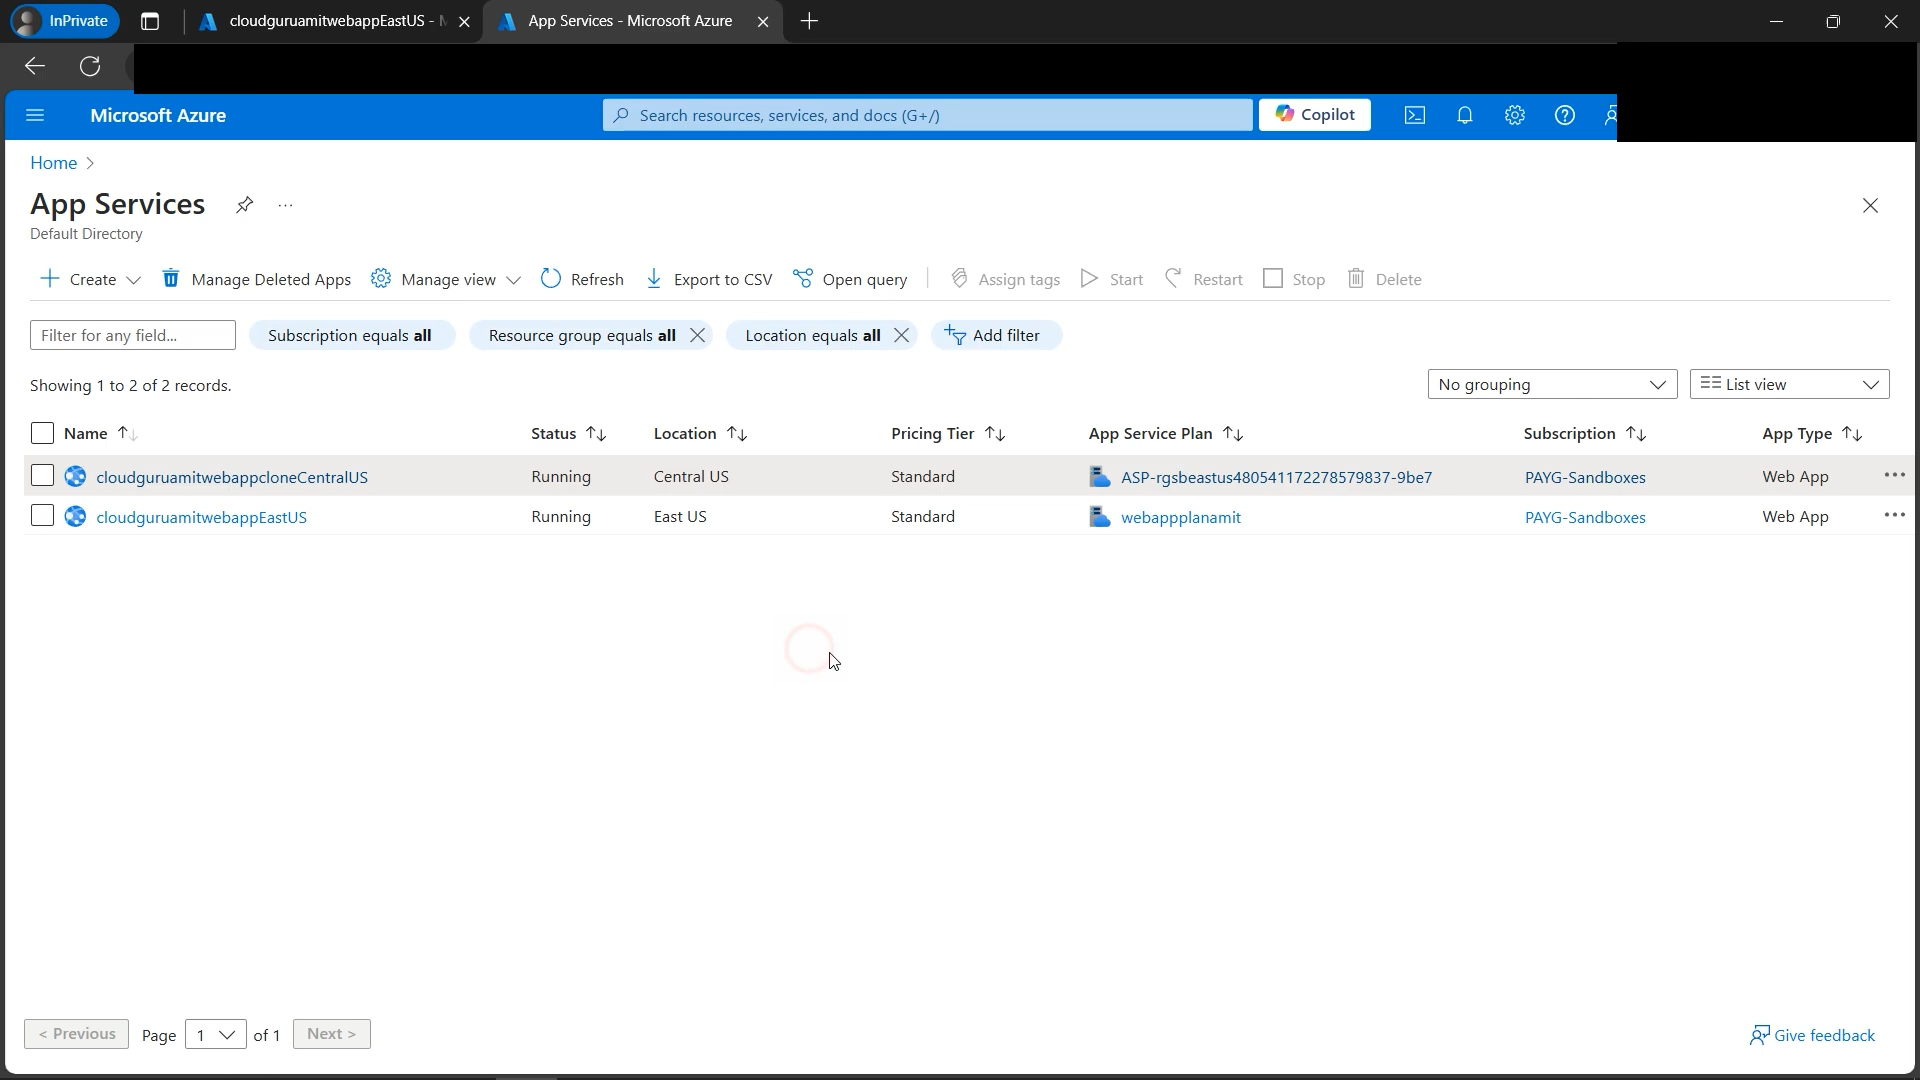 InPrivate
cloudguruamitwebappEastUS - M
App Services - Microsoft Azure
Microsoft Azure
Search resources, services, and docs (G+/)
Copilot
Home >
App Services
Default Directory
Create
Manage Deleted Apps
Manage view
Refresh
Export to CSV
Open query
Assign tags
Start
Restart
Stop
Delete
Filter for any field...
Subscription equals all
Resource group equals all
Location equals all
Add filter
Showing 1 to 2 of 2 records.
No grouping
List view
Name Status Location Pricing Tier App Service Plan Subscription App Type
cloudguruamitwebappcloneCentralUS Running Central US Standard ASP-rgsbeastus480541172278579837-9be7 PAYG-Sandboxes Web App
cloudguruamitwebappEastUS Running East US Standard webappplanamit PAYG-Sandboxes Web App
< Previous Page 1 of 1 Next >
Give feedback